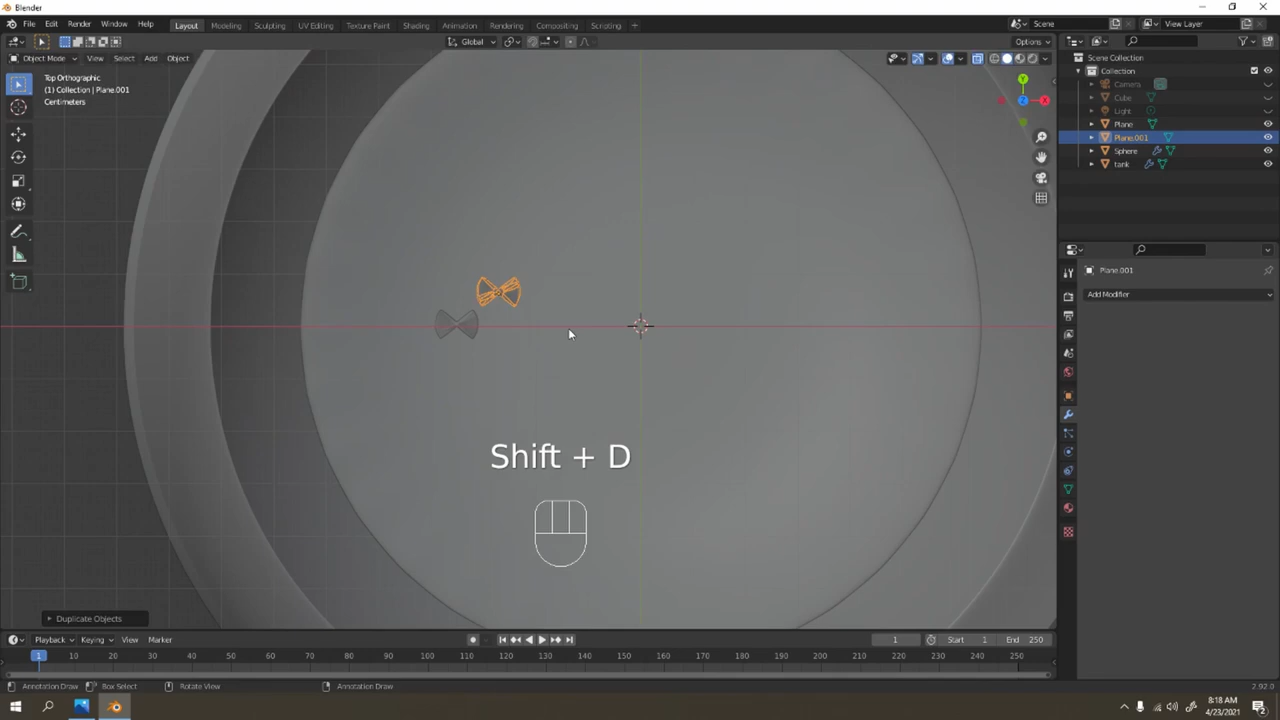 Blender
File Edit Render Window Help Layout Modeling Sculpting UV Editing Texture Paint Shading Animation Rendering Compositing Scripting + Scene View Layer
Global Options
Object Mode View Select Add Object
Top Orthographic
(1) Collection | Plane.001
Centimeters
Y
Z
X
Scene Collection
Collection
Camera
Cube
Light
Plane
Plane.001
Sphere
tank
Plane.001
Add Modifier
Shift + D
Duplicate Objects
Playback Keying View Marker 1 Start 1 End 250
1 10 20 30 40 50 60 70 80 90 100 110 120 130 140 150 160 170 180 190 200 210 220 230 240 250
Annotation Draw Box Select Rotate View Annotation Draw 2.92.0
8:18 AM
4/23/2021
2